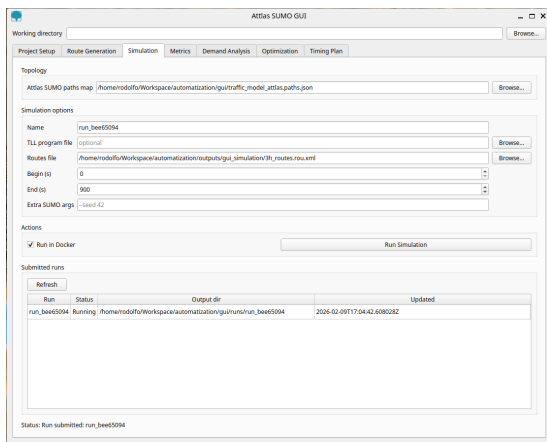 Attlas SUMO GUI
Working directory Browse...
Project Setup Route Generation Simulation Metrics Demand Analysis Optimization Timing Plan
Topology
Attlas SUMO paths map /home/rodolfo/Workspace/automatization/gui/traffic_model_attlas.paths.json Browse...
Simulation options
Name run_bee65094
TLL program file optional Browse...
Routes file /home/rodolfo/Workspace/automatization/outputs/gui_simulation/3h_routes.rou.xml Browse...
Begin (s) 0
End (s) 900
Extra SUMO args --seed 42
Actions
Run in Docker Run Simulation
Submitted runs
Refresh
Run Status Output dir Updated
run_bee65094 Running /home/rodolfo/Workspace/automatization/gui/runs/run_bee65094 2026-02-09T17:04:42.608028Z
Status: Run submitted: run_bee65094